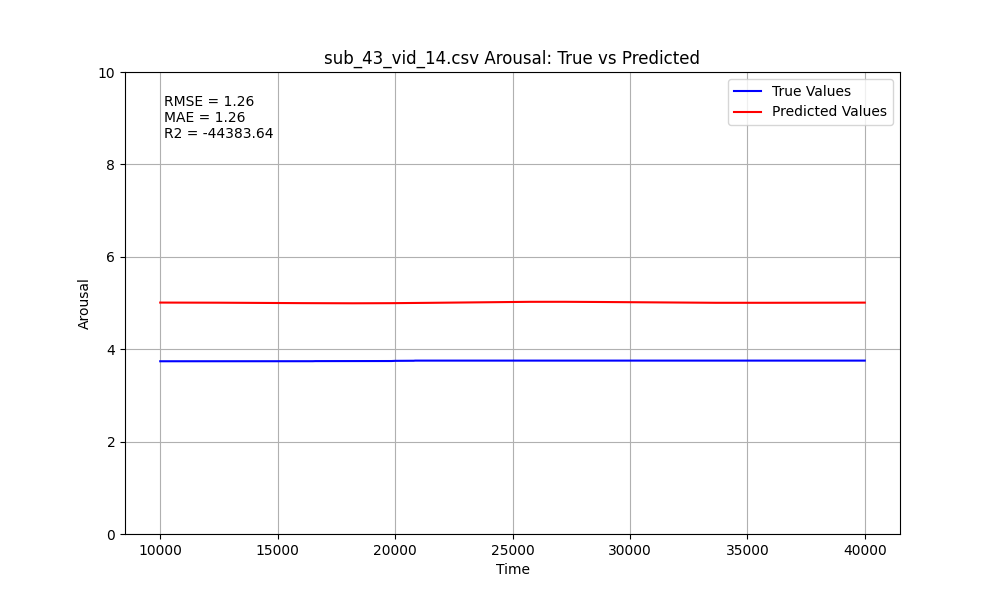 sub_43_vid_14.csv Arousal: True vs Predicted
RMSE = 1.26
MAE = 1.26
R2 = -44383.64
True Values
Predicted Values
10
8
6
4
2
0
Arousal
10000
15000
20000
25000
30000
35000
40000
Time